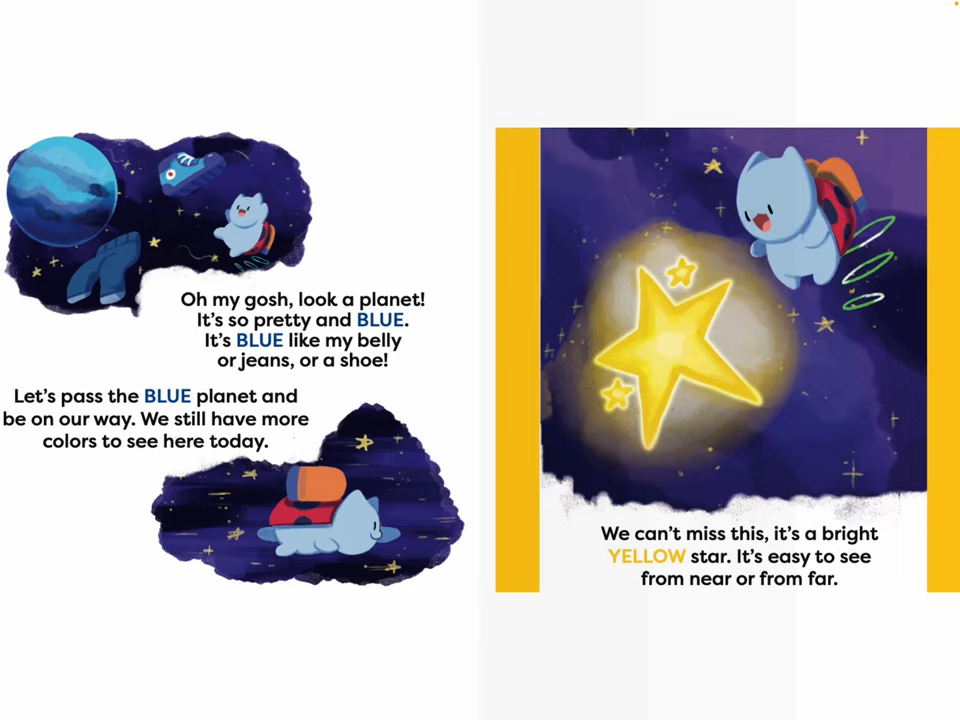 Oh my gosh, look a planet!
It's so pretty and BLUE.
It's BLUE like my belly
or jeans, or a shoe!
Let's pass the BLUE planet and
be on our way. We still have more
colors to see here today.
We can't miss this, it's a bright
YELLOW star. It's easy to see
from near or from far.